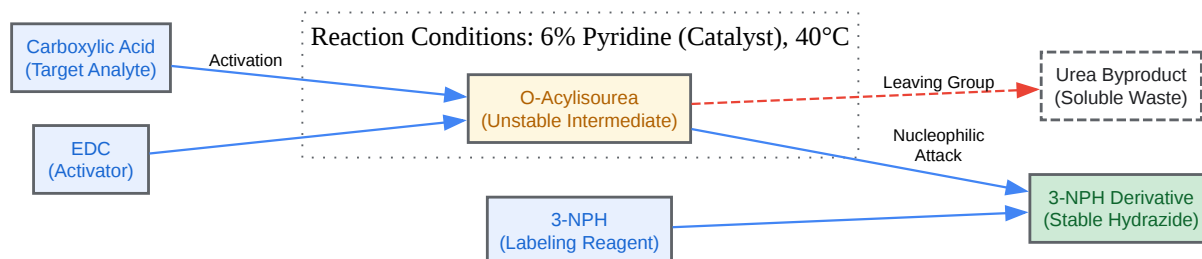 Reaction Conditions: 6% Pyridine (Catalyst), 40°C
Carboxylic Acid
(Target Analyte)
Activation
EDC
(Activator)
O-Acylisourea
(Unstable Intermediate)
Leaving Group
Urea Byproduct
(Soluble Waste)
Nucleophilic
Attack
3-NPH
(Labeling Reagent)
3-NPH Derivative
(Stable Hydrazide)